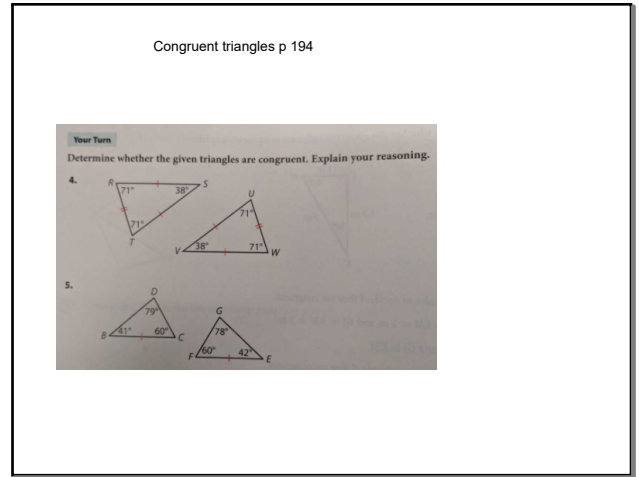 Congruent triangles p 194
Your Turn
Determine whether the given triangles are congruent. Explain your reasoning.
4.
R 71° 38° S
71°
T
U
71°
V 38° 71° W
5.
D
79°
B 41° 60° C
G
78°
F 60° 42° E